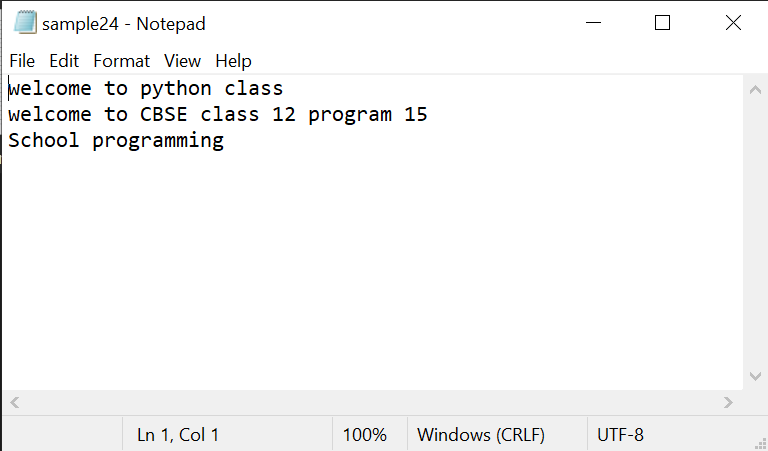 sample24 - Notepad
File Edit Format View Help
welcome to python class
welcome to CBSE class 12 program 15
School programming
Ln 1, Col 1 100% Windows (CRLF) UTF-8